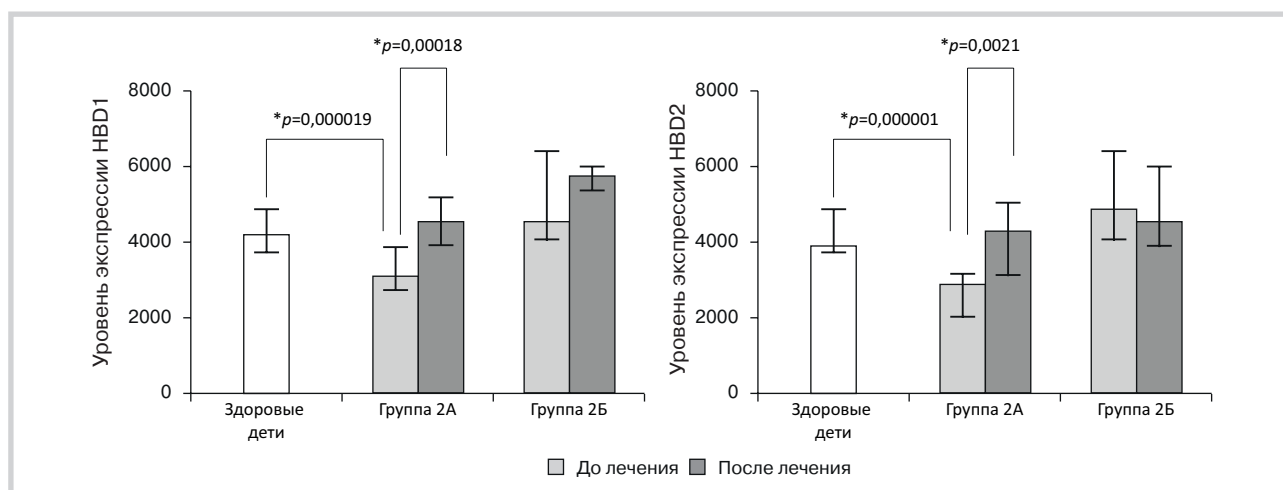 *p=0,00018
*p=0,000019
Уровень экспрессии HBD1
8000
6000
4000
2000
0
Здоровые
дети
Группа 2А
Группа 2Б
*p=0,0021
*p=0,000001
Уровень экспрессии HBD2
8000
6000
4000
2000
0
Здоровые
дети
Группа 2А
Группа 2Б
До лечения
После лечения